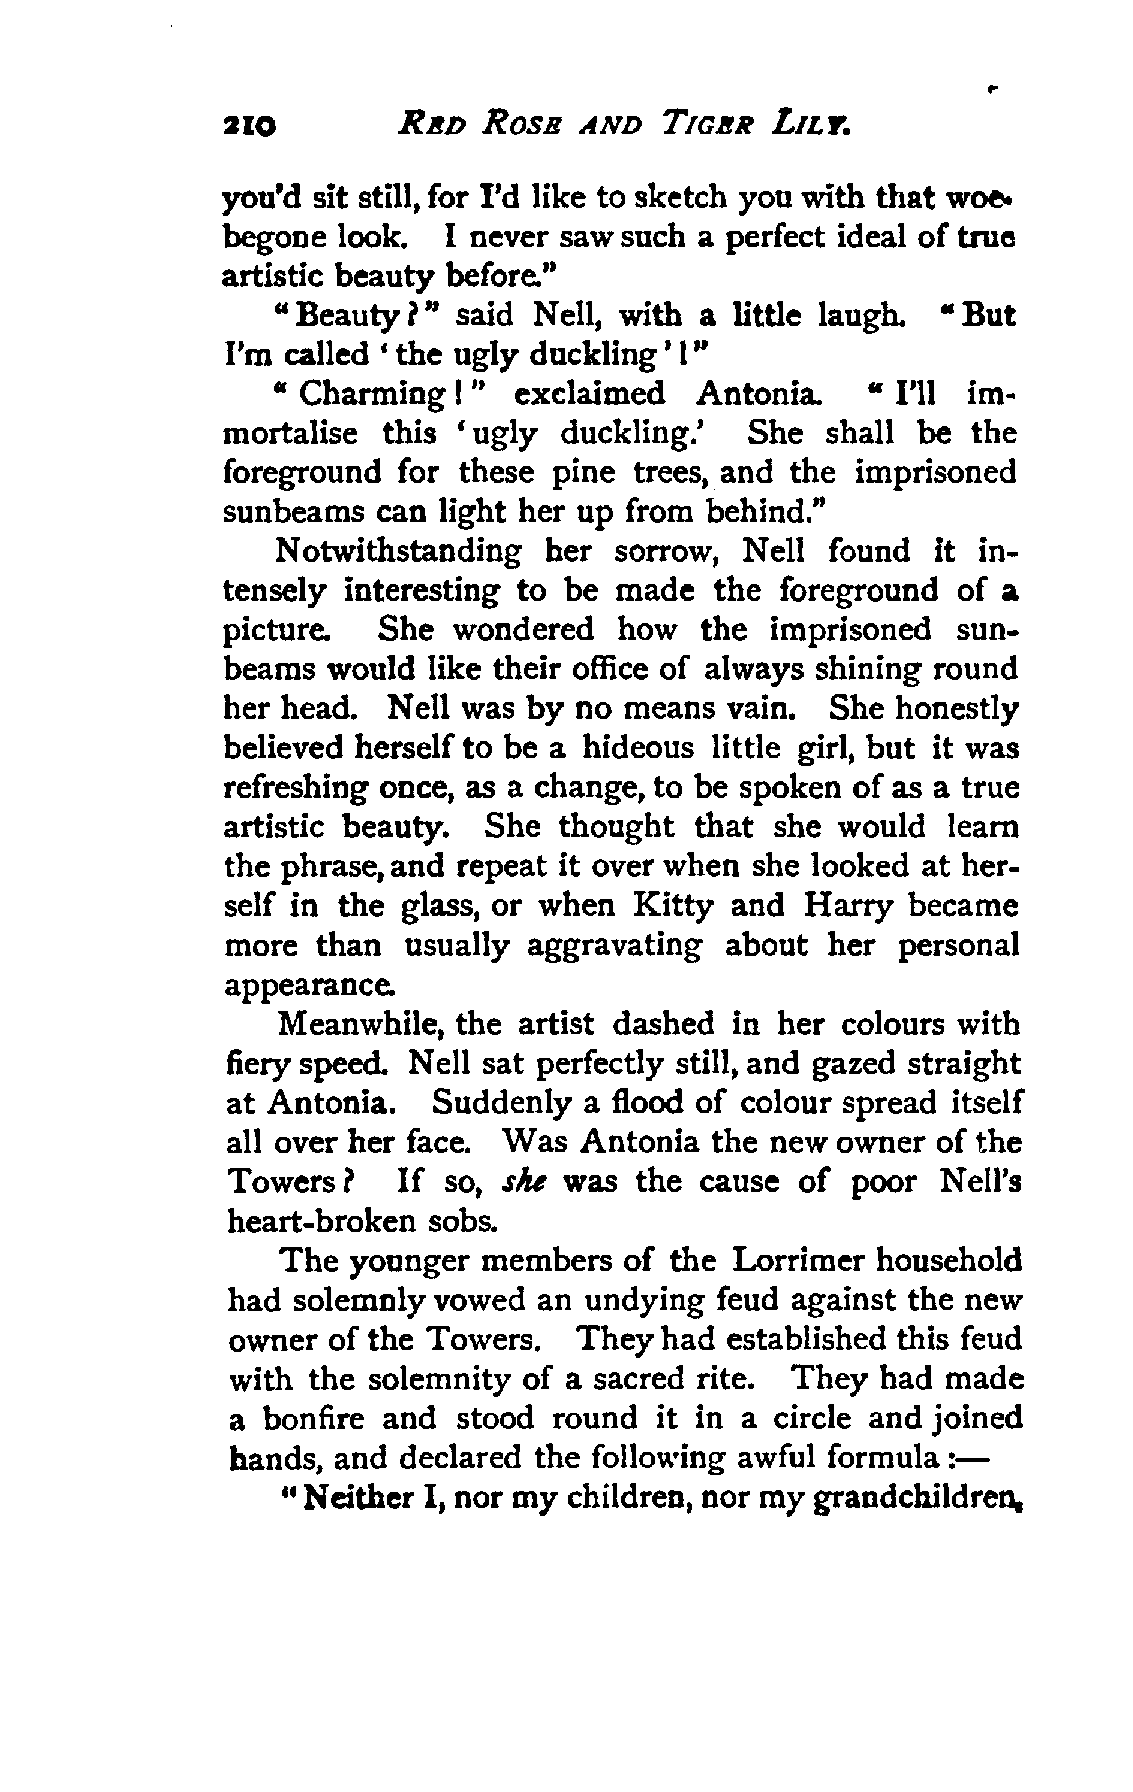 210 RED ROSE AND TIGER LILY.
you'd sit still, for I'd like to sketch you with that woe-
begone look. I never saw such a perfect ideal of true
artistic beauty before."
"Beauty?" said Nell, with a little laugh. "But
I'm called 'the ugly duckling'!"
"Charming!" exclaimed Antonia. "I'll im-
mortalise this 'ugly duckling.' She shall be the
foreground for these pine trees, and the imprisoned
sunbeams can light her up from behind."
Notwithstanding her sorrow, Nell found it in-
tensely interesting to be made the foreground of a
picture. She wondered how the imprisoned sun-
beams would like their office of always shining round
her head. Nell was by no means vain. She honestly
believed herself to be a hideous little girl, but it was
refreshing once, as a change, to be spoken of as a true
artistic beauty. She thought that she would learn
the phrase, and repeat it over when she looked at her-
self in the glass, or when Kitty and Harry became
more than usually aggravating about her personal
appearance.
Meanwhile, the artist dashed in her colours with
fiery speed. Nell sat perfectly still, and gazed straight
at Antonia. Suddenly a flood of colour spread itself
all over her face. Was Antonia the new owner of the
Towers? If so, she was the cause of poor Nell's
heart-broken sobs.
The younger members of the Lorrimer household
had solemnly vowed an undying feud against the new
owner of the Towers. They had established this feud
with the solemnity of a sacred rite. They had made
a bonfire and stood round it in a circle and joined
hands, and declared the following awful formula:—
"Neither I, nor my children, nor my grandchildren,